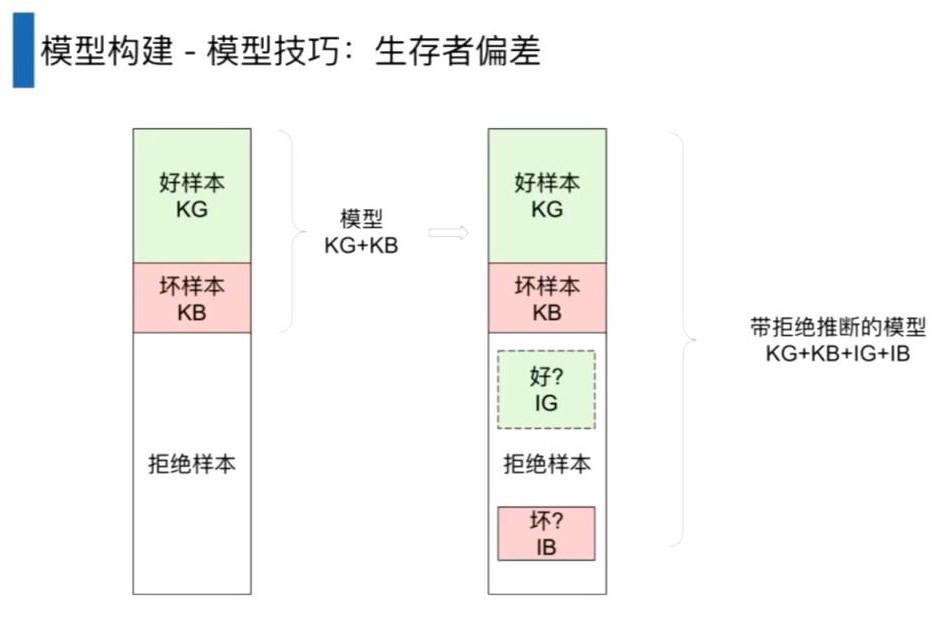 模型构建 - 模型技巧：生存者偏差
好样本
KG
坏样本
KB
拒绝样本
模型
KG+KB
好样本
KG
坏样本
KB
好?
IG
拒绝样本
坏?
IB
带拒绝推断的模型
KG+KB+IG+IB